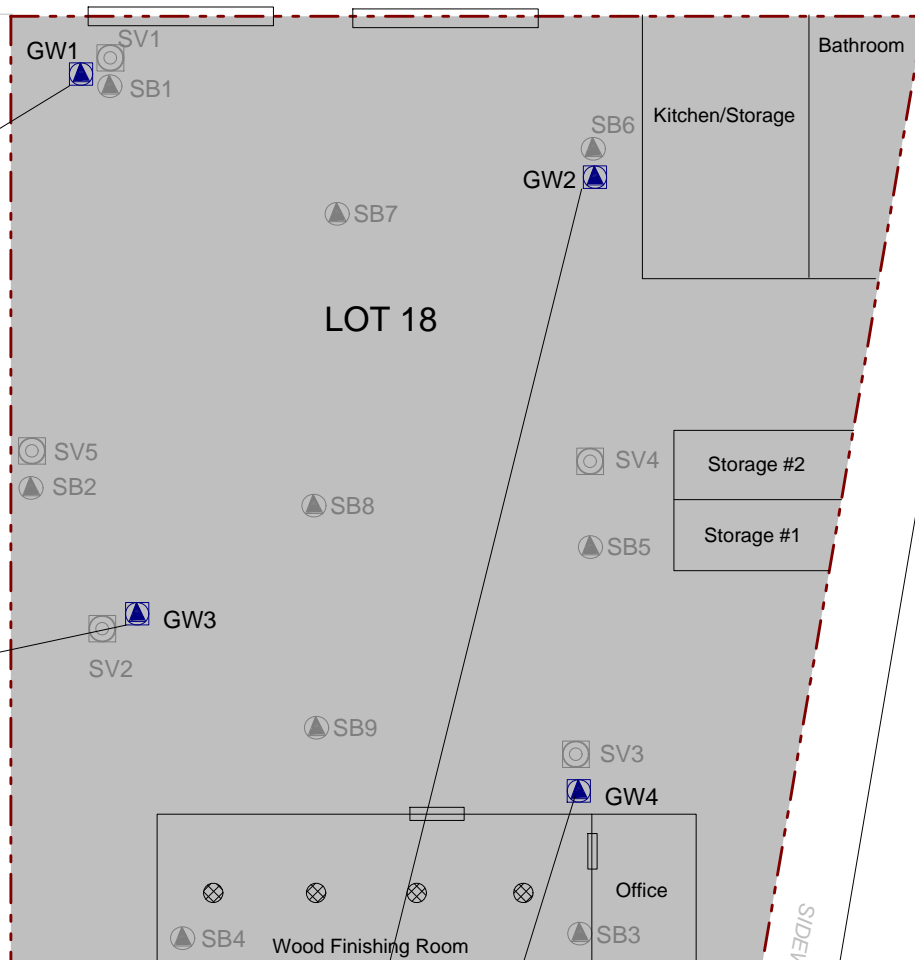 SV1
GW1
SB1
Bathroom
Kitchen/Storage
SB6
GW2
SB7
LOT 18
SV5
SV4
Storage #2
SB2
SB8
Storage #1
SB5
GW3
SV2
SB9
SV3
GW4
Office
SB4
SB3
Wood Finishing Room